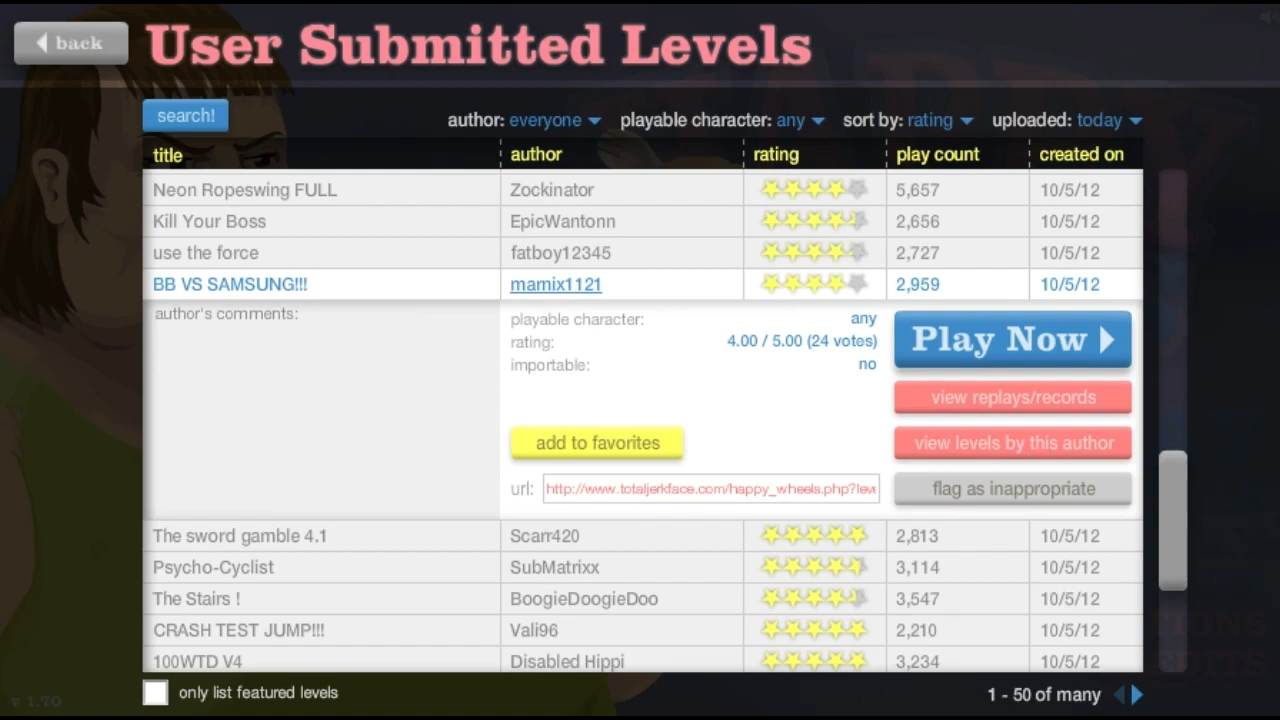 back
User Submitted Levels
search!
author: everyone playable character: any sort by: rating uploaded: today
title author rating play count created on
Neon Ropeswing FULL Zockinator 5,657 10/5/12
Kill Your Boss EpicWantonn 2,656 10/5/12
use the force fatboy12345 2,727 10/5/12
BB VS SAMSUNG!!! mamix1121 2,959 10/5/12
author's comments:
playable character: any
rating: 4.00 / 5.00 (24 votes)
importable: no
Play Now
view replays/records
add to favorites
view levels by this author
url: http://www.totaljerkface.com/happy_wheels.php?leve
flag as inappropriate
The sword gamble 4.1 Scarr420 2,813 10/5/12
Psycho-Cyclist SubMatrixx 3,114 10/5/12
The Stairs ! BoogieDoogieDoo 3,547 10/5/12
CRASH TEST JUMP!!! Vali96 2,210 10/5/12
100WTD V4 Disabled Hippi 3,234 10/5/12
only list featured levels
1 - 50 of many
v 1.70